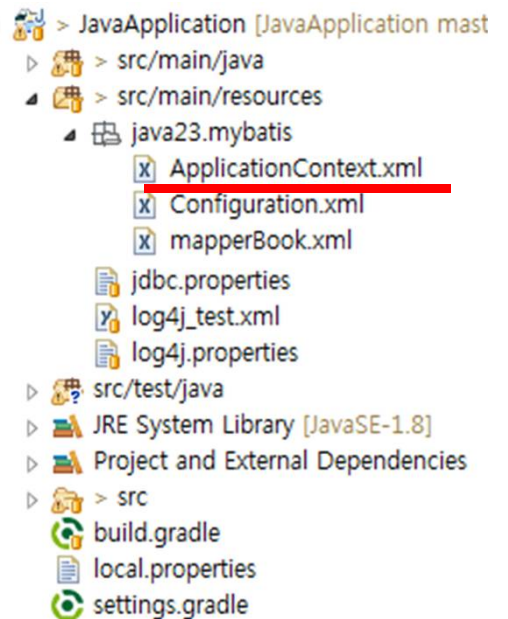 > JavaApplication [JavaApplication mast
> src/main/java
> src/main/resources
java23.mybatis
ApplicationContext.xml
Configuration.xml
mapperBook.xml
jdbc.properties
log4j_test.xml
log4j.properties
src/test/java
JRE System Library [JavaSE-1.8]
Project and External Dependencies
> src
build.gradle
local.properties
settings.gradle